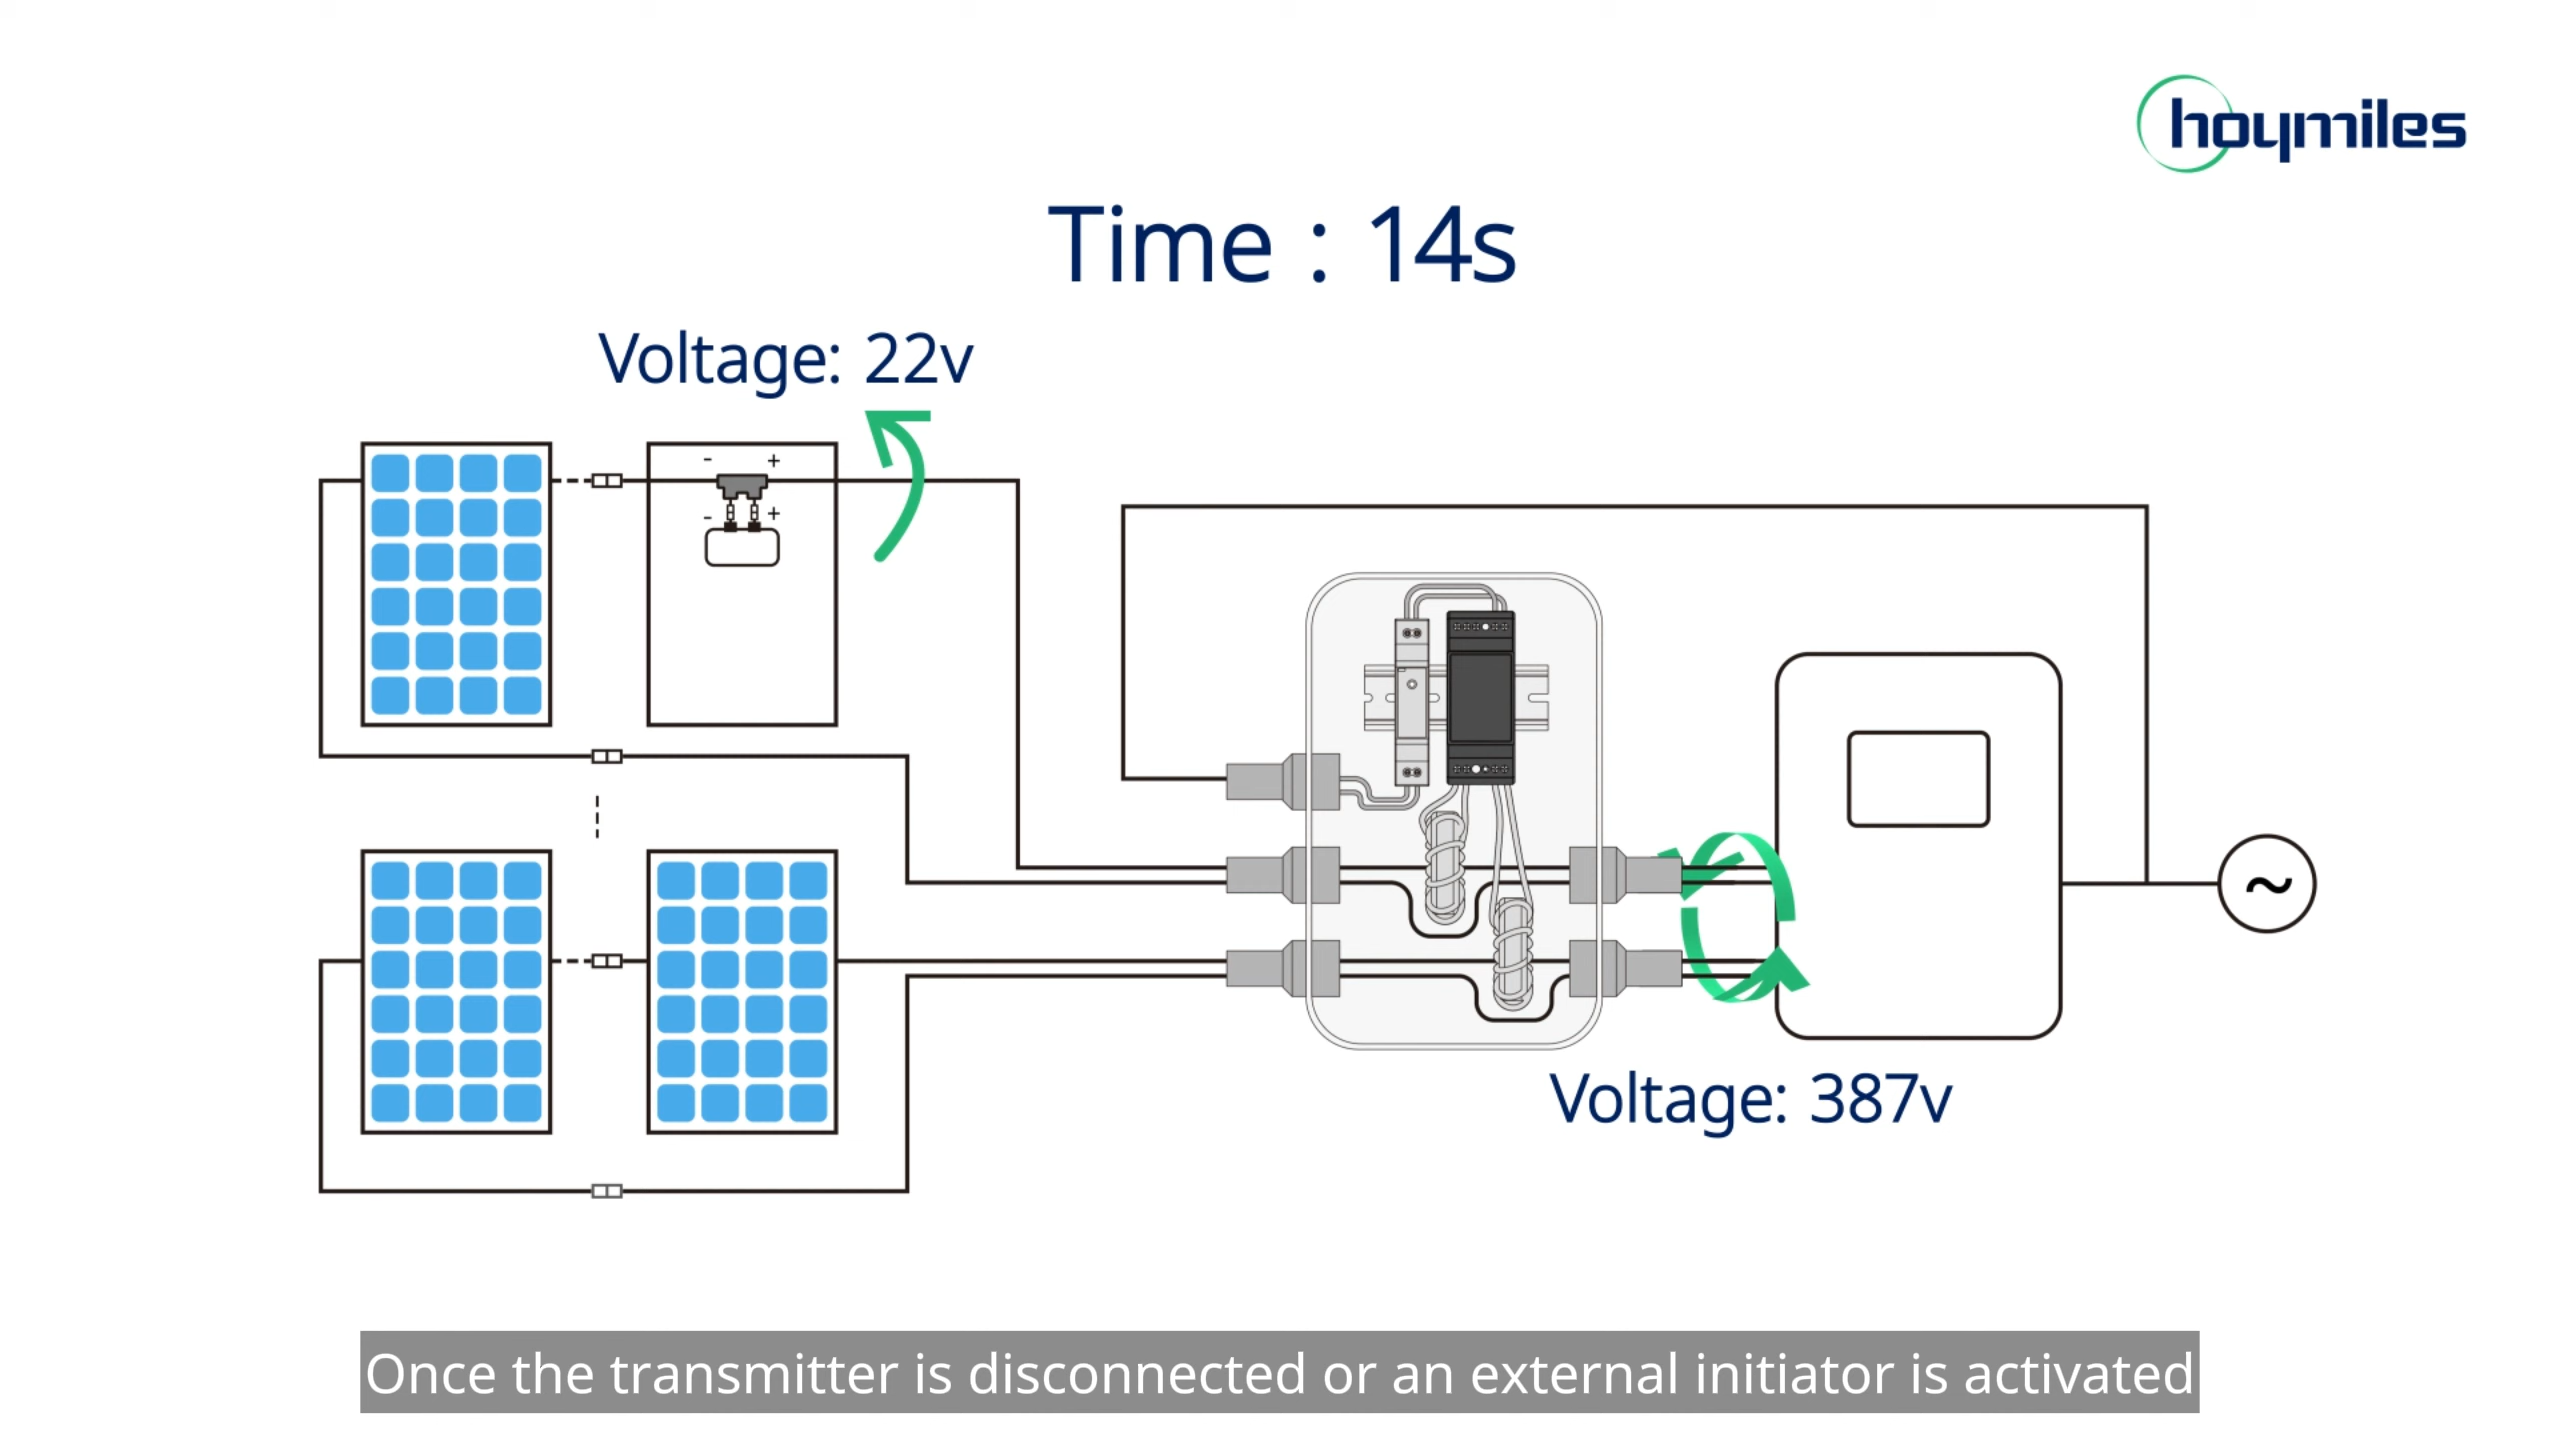 hoymiles
Time : 14s
Voltage: 22v
- +
- +
~
Voltage: 387v
Once the transmitter is disconnected or an external initiator is activated